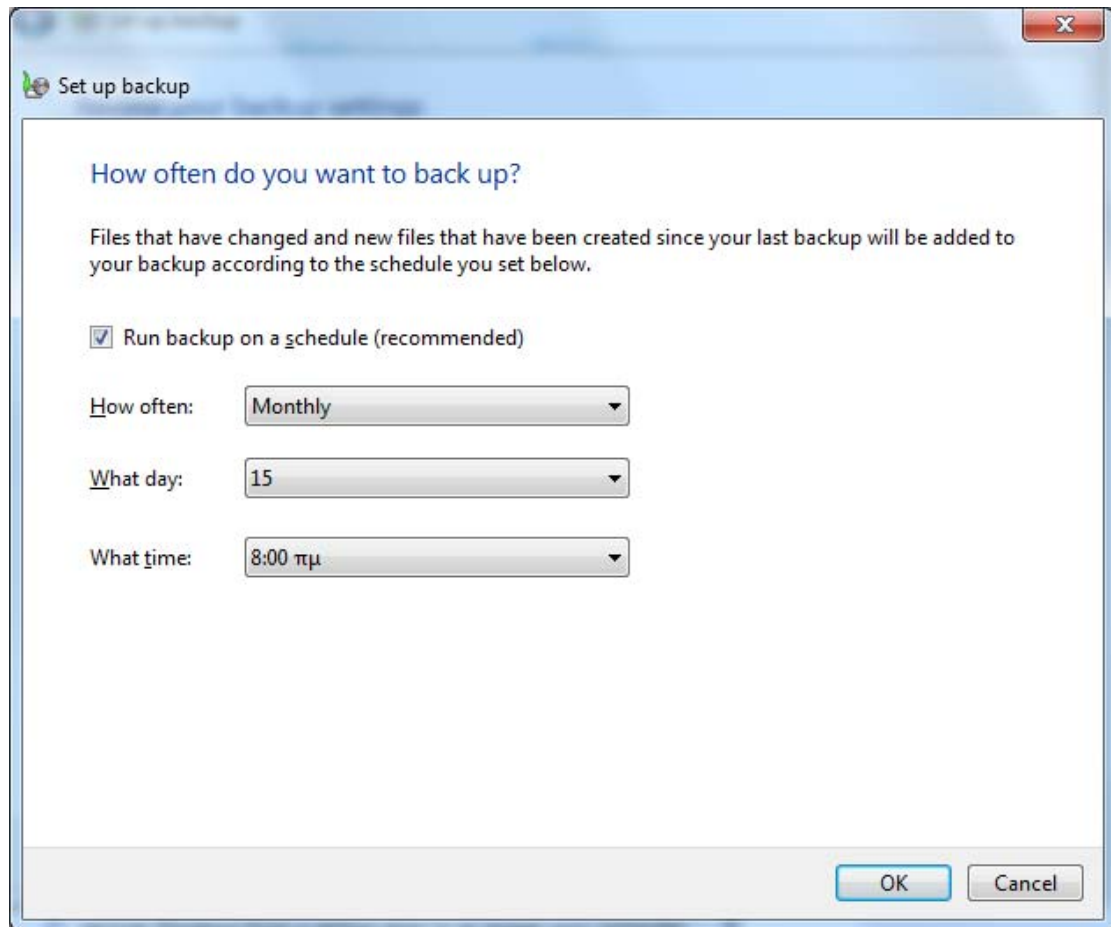 Set up backup
How often do you want to back up?
Files that have changed and new files that have been created since your last backup will be added to
your backup according to the schedule you set below.
Run backup on a schedule (recommended)
How often: Monthly
What day: 15
What time: 8:00 πμ
OK Cancel